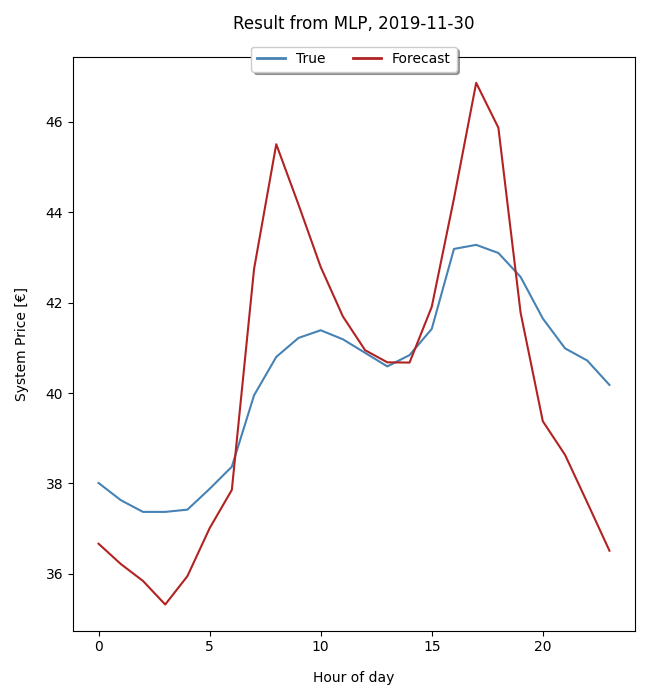 Result from MLP, 2019-11-30
True Forecast
46
44
42
40
38
36
System Price [€]
0 5 10 15 20
Hour of day